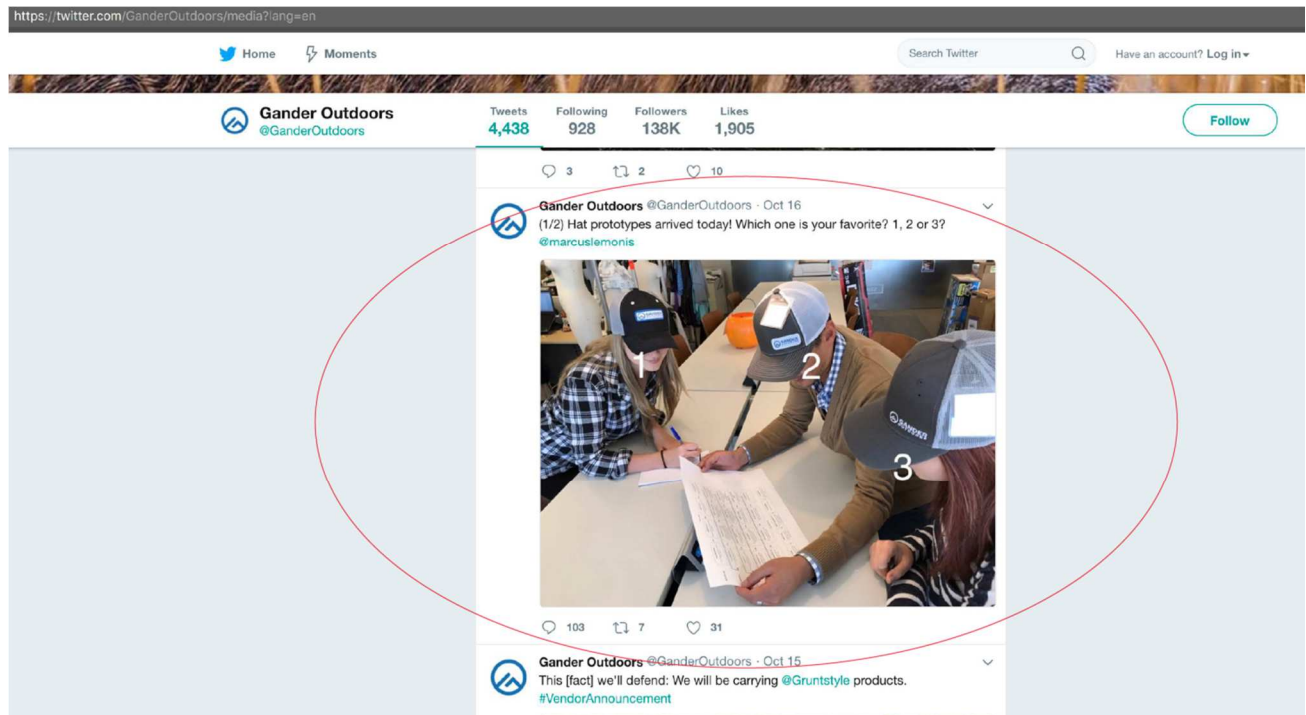 https://twitter.com/GanderOutdoors/media?lang=en
Home Moments Search Twitter Have an account? Log in
Gander Outdoors
@GanderOutdoors
Tweets Following Followers Likes
4,438 928 138K 1,905
Follow
3 2 10
Gander Outdoors @GanderOutdoors · Oct 16
(1/2) Hat prototypes arrived today! Which one is your favorite? 1, 2 or 3?
@marcuslemonis
1
2
GANDER
3
103 7 31
Gander Outdoors @GanderOutdoors · Oct 15
This [fact] we'll defend: We will be carrying @Gruntstyle products.
#VendorAnnouncement